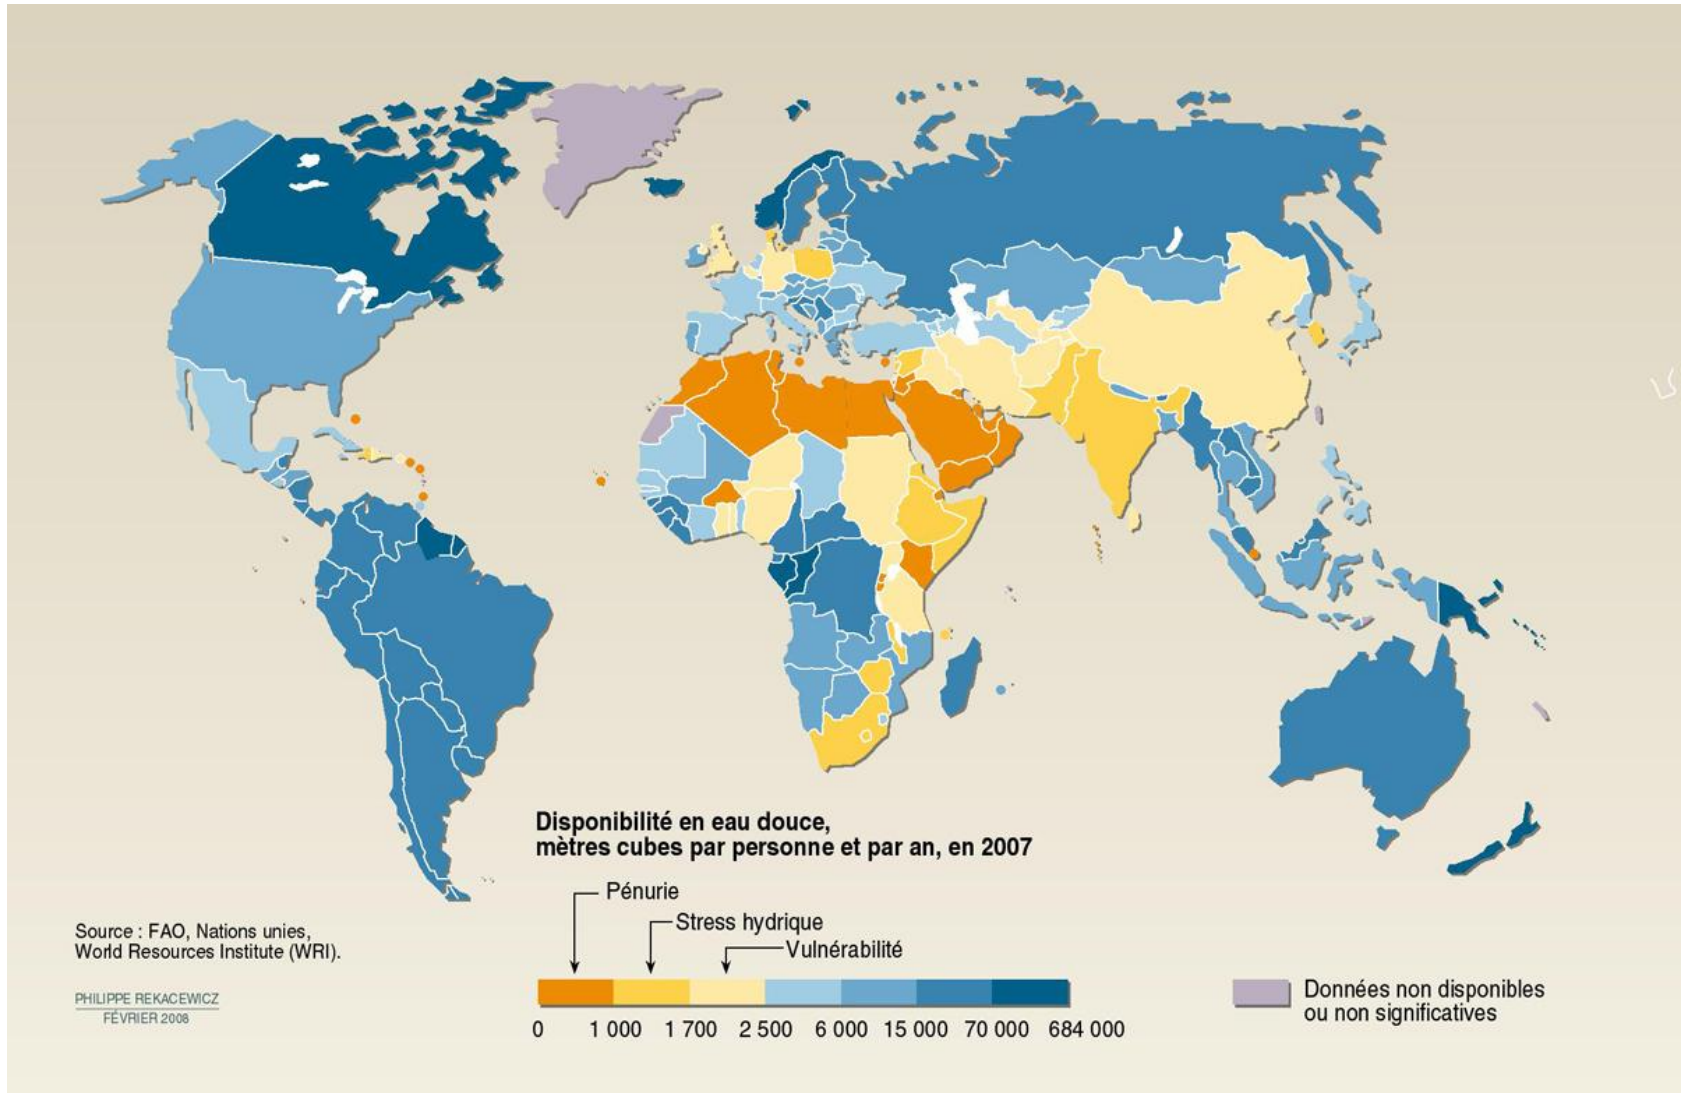 Disponibilité en eau douce,
mètres cubes par personne et par an, en 2007
Pénurie
Stress hydrique
Vulnérabilité
0 1 000 1 700 2 500 6 000 15 000 70 000 684 000
Données non disponibles
ou non significatives
Source : FAO, Nations unies,
World Resources Institute (WRI).
PHILIPPE REKACEWICZ
FÉVRIER 2008